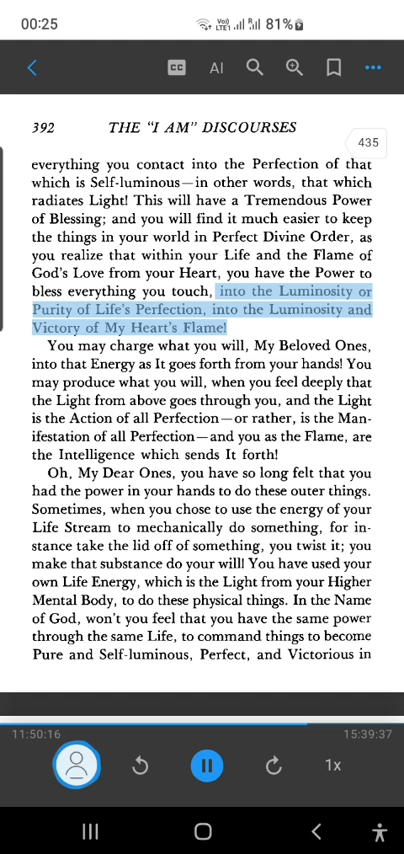 00:25
Vo)) LTE1 R 81%
CC AI
392 THE "I AM" DISCOURSES
435
everything you contact into the Perfection of that
which is Self-luminous—in other words, that which
radiates Light! This will have a Tremendous Power
of Blessing; and you will find it much easier to keep
the things in your world in Perfect Divine Order, as
you realize that within your Life and the Flame of
God's Love from your Heart, you have the Power to
bless everything you touch, into the Luminosity or
Purity of Life's Perfection, into the Luminosity and
Victory of My Heart's Flame!
You may charge what you will, My Beloved Ones,
into that Energy as It goes forth from your hands! You
may produce what you will, when you feel deeply that
the Light from above goes through you, and the Light
is the Action of all Perfection—or rather, is the Man-
ifestation of all Perfection—and you as the Flame, are
the Intelligence which sends It forth!
Oh, My Dear Ones, you have so long felt that you
had the power in your hands to do these outer things.
Sometimes, when you chose to use the energy of your
Life Stream to mechanically do something, for in-
stance take the lid off of something, you twist it; you
make that substance do your will! You have used your
own Life Energy, which is the Light from your Higher
Mental Body, to do these physical things. In the Name
of God, won't you feel that you have the same power
through the same Life, to command things to become
Pure and Self-luminous, Perfect, and Victorious in
11:50:16 15:39:37
1x